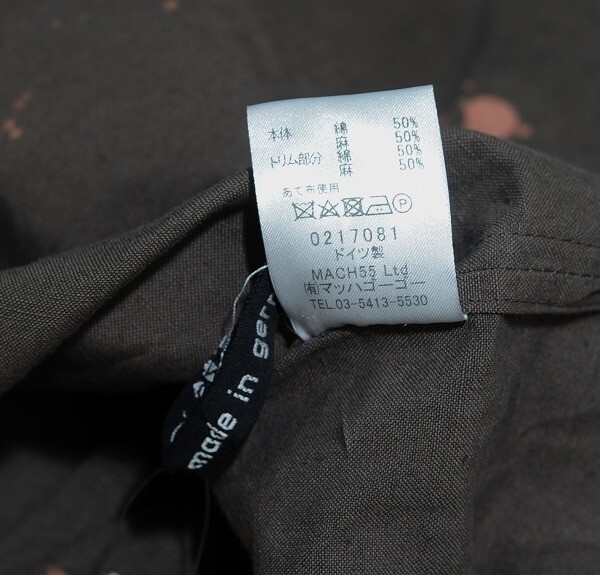 本体 綿 50%
麻 50%
トリム部分 綿 50%
麻 50%
あて布使用
P
0217081
ドイツ製
MACH55 Ltd
(有)マッハゴーゴー
TEL.03-5413-5530
made in ger